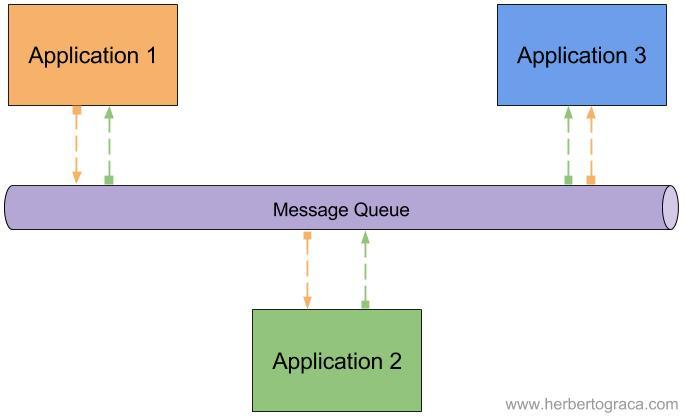 Application 1
Application 3
Message Queue
Application 2
www.herbertograca.com